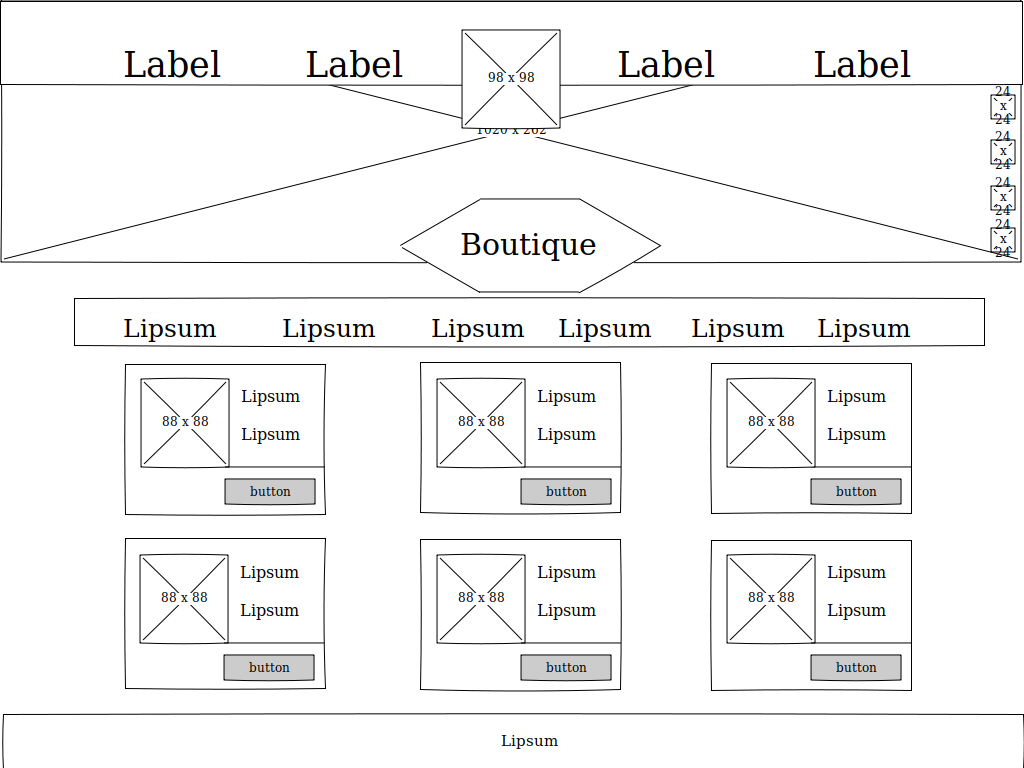 Label Label 98 x 98 Label Label
1020 x 262
24
x
24
24
x
24
24
x
24
24
x
24
Boutique
Lipsum Lipsum Lipsum Lipsum Lipsum Lipsum
88 x 88 Lipsum
Lipsum
button
88 x 88 Lipsum
Lipsum
button
88 x 88 Lipsum
Lipsum
button
88 x 88 Lipsum
Lipsum
button
88 x 88 Lipsum
Lipsum
button
88 x 88 Lipsum
Lipsum
button
Lipsum